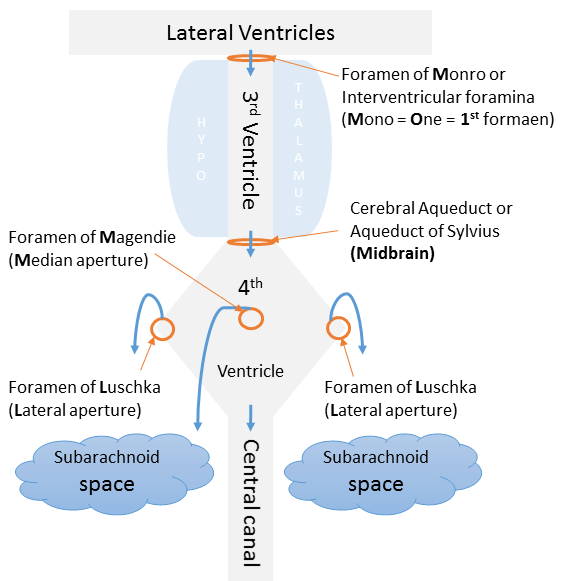 Lateral Ventricles
Foramen of Monro or
Interventricular foramina
(Mono = One = 1st formaen)
HYPO
3rd Ventricle
THALAMUS
Cerebral Aqueduct or
Aqueduct of Sylvius
(Midbrain)
Foramen of Magendie
(Median aperture)
4th
Ventricle
Foramen of Luschka
(Lateral aperture)
Foramen of Luschka
(Lateral aperture)
Subarachnoid
space
Central canal
Subarachnoid
space